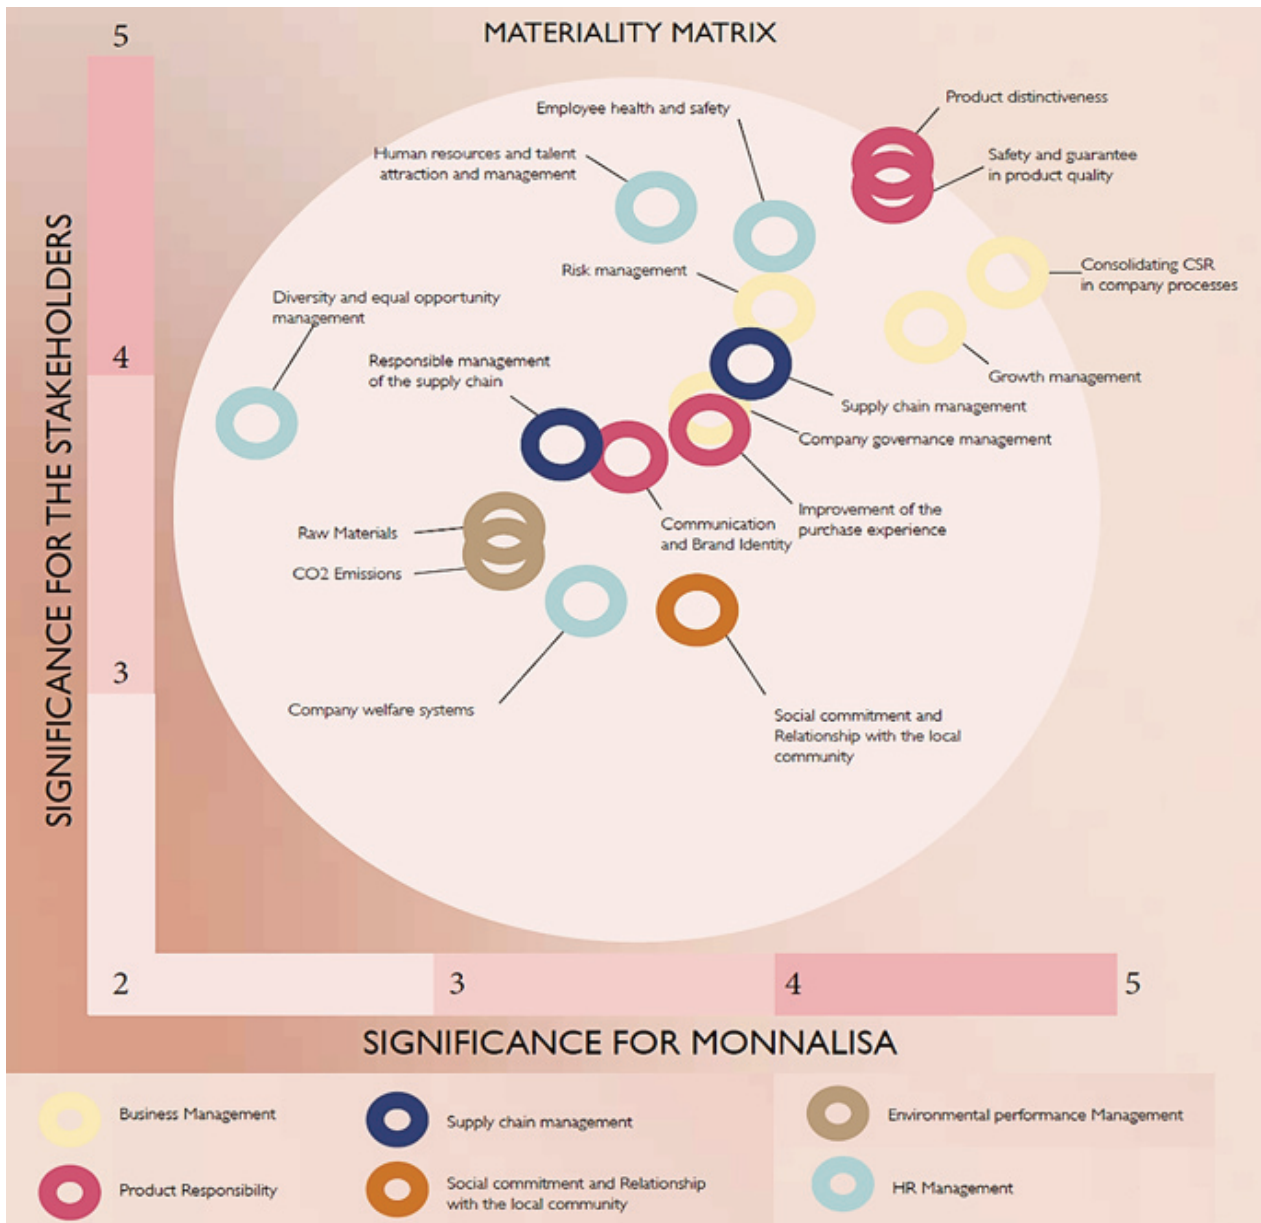 MATERIALITY MATRIX
5
Product distinctiveness
Employee health and safety
Human resources and talent
attraction and management
Safety and guarantee
in product quality
Risk management
Consolidating CSR
in company processes
Diversity and equal opportunity
management
4
Responsible management
of the supply chain
Growth management
Supply chain management
Company governance management
Improvement of the
purchase experience
Communication
and Brand Identity
Raw Materials
CO2 Emissions
3
Company welfare systems
Social commitment and
Relationship with the local
community
SIGNIFICANCE FOR THE STAKEHOLDERS
2
3
4
5
SIGNIFICANCE FOR MONNALISA
Business Management
Supply chain management
Environmental performance Management
Product Responsibility
Social commitment and Relationship
with the local community
HR Management